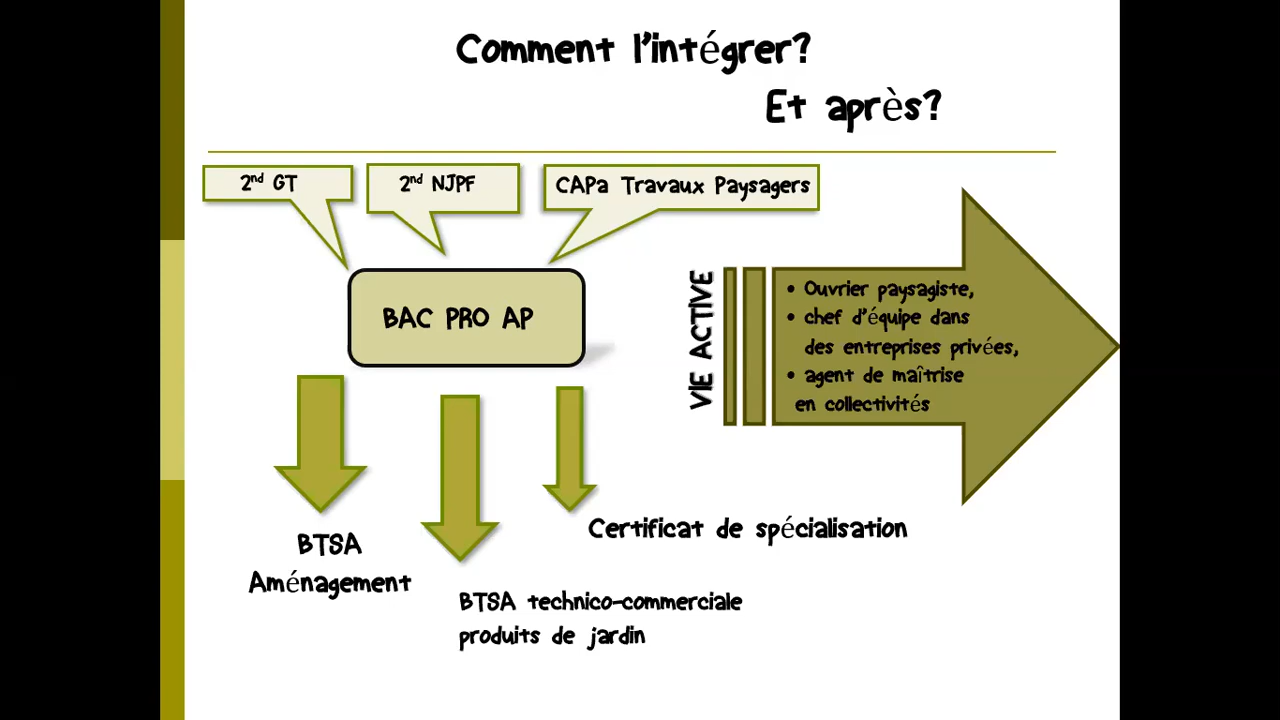 Comment l'intégrer?
Et après?
2nd GT
2nd NJPF
CAPa Travaux Paysagers
BAC PRO AP
VIE ACTIVE
• Ouvrier paysagiste,
• chef d'équipe dans
des entreprises privées,
• agent de maîtrise
en collectivités
Certificat de spécialisation
BTSA
Aménagement
BTSA technico-commerciale
produits de jardin